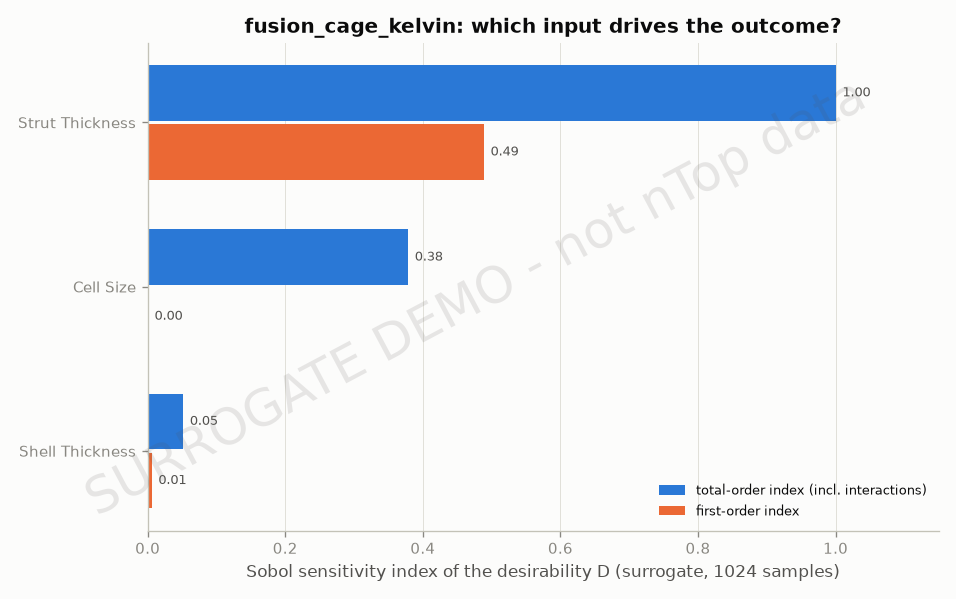 fusion_cage_kelvin: which input drives the outcome?
Strut Thickness
1.00
0.49
Cell Size
0.38
0.00
Shell Thickness
0.05
0.01
SURROGATE DEMO - not nTop data
total-order index (incl. interactions)
first-order index
0.0 0.2 0.4 0.6 0.8 1.0
Sobol sensitivity index of the desirability D (surrogate, 1024 samples)